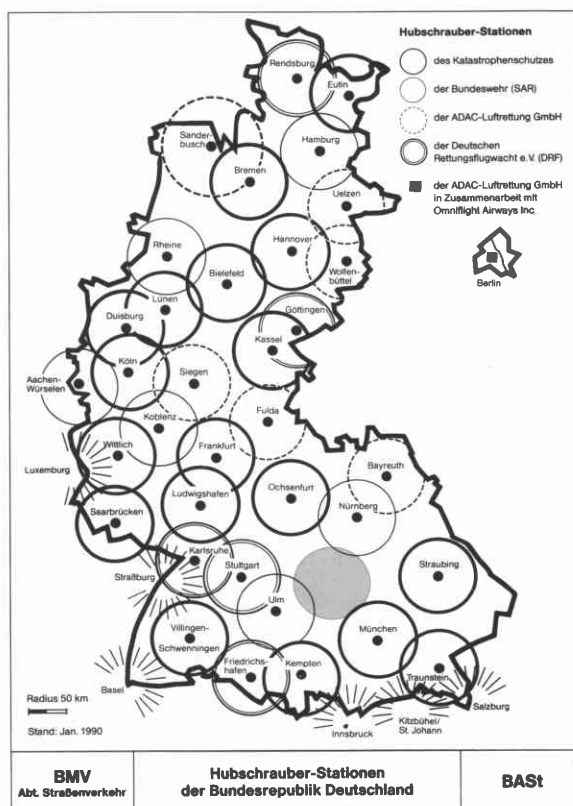 Hubschrauber-Stationen
des Katastrophenschutzes
der Bundeswehr (SAR)
der ADAC-Luftrettung GmbH
der Deutschen
Rettungsflugwacht e.V. (DRF)
der ADAC-Luftrettung GmbH
in Zusammenarbeit mit
Omniflight Airways Inc.
Berlin
Rendsburg
Eutin
Sander-
busch
Hamburg
Bremen
Uelzen
Rheine
Hannover
Bielefeld
Wolfen-
büttel
Lünen
Duisburg
Göttingen
Kassel
Köln
Aachen-
Würselen
Siegen
Koblenz
Fulda
Wittlich
Frankfurt
Luxemburg
Bayreuth
Ludwigshafen
Ochsenfurt
Saarbrücken
Nürnberg
Karlsruhe
Straßburg
Stuttgart
Straubing
Ulm
Villingen-
Schwenningen
München
Friedrichs-
hafen
Kempten
Traunstein
Basel
Radius 50 km
Salzburg
Kitzbühel/
St. Johann
Innsbruck
Stand: Jan. 1990
BMV
Abt. Straßenverkehr
Hubschrauber-Stationen
der Bundesrepublik Deutschland
BASt